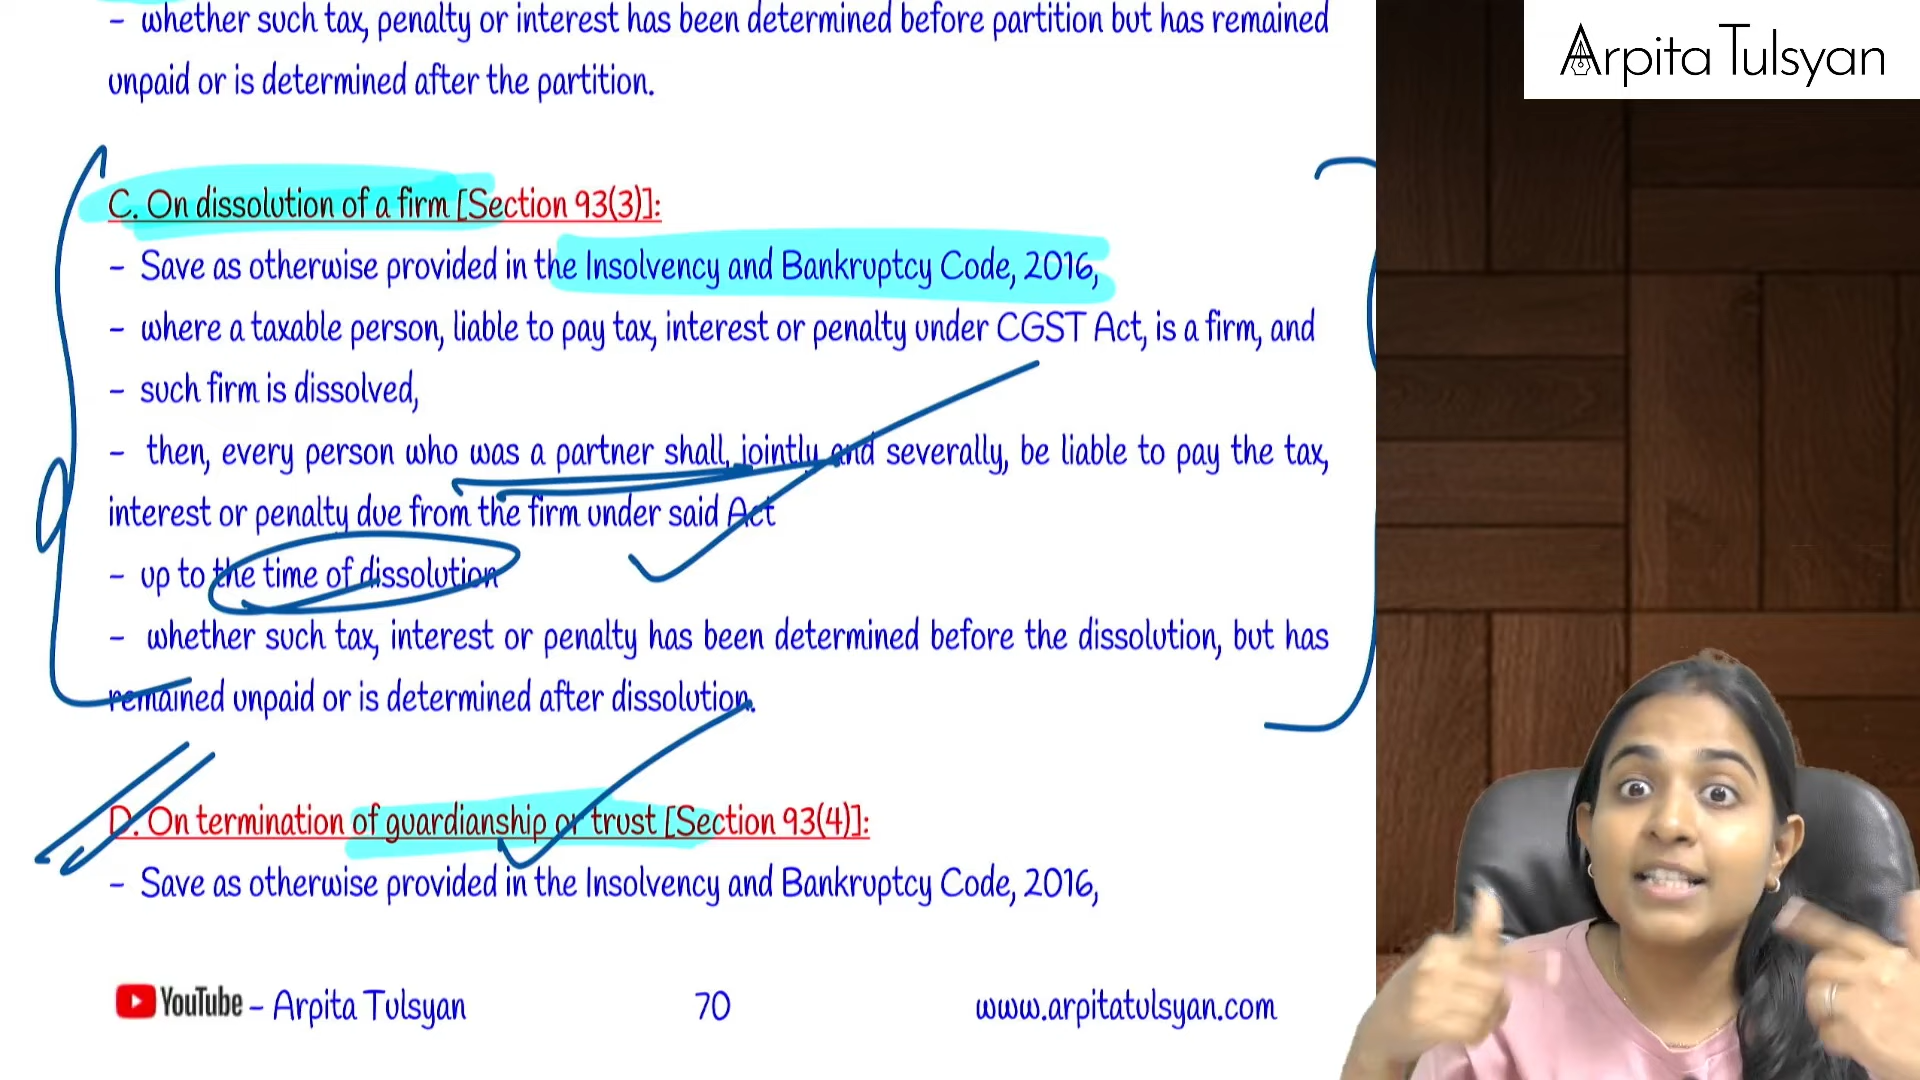 – whether such tax, penalty or interest has been determined before partition but has remained
unpaid or is determined after the partition.
Arpita Tulsyan
C. On dissolution of a firm [Section 93(3)]:
– Save as otherwise provided in the Insolvency and Bankruptcy Code, 2016,
– where a taxable person, liable to pay tax, interest or penalty under CGST Act, is a firm, and
– such firm is dissolved,
– then, every person who was a partner shall, jointly and severally, be liable to pay the tax,
interest or penalty due from the firm under said Act
– up to the time of dissolution
– whether such tax, interest or penalty has been determined before the dissolution, but has
remained unpaid or is determined after dissolution.
D. On termination of guardianship or trust [Section 93(4)]:
– Save as otherwise provided in the Insolvency and Bankruptcy Code, 2016,
YouTube – Arpita Tulsyan 70 www.arpitatulsyan.com